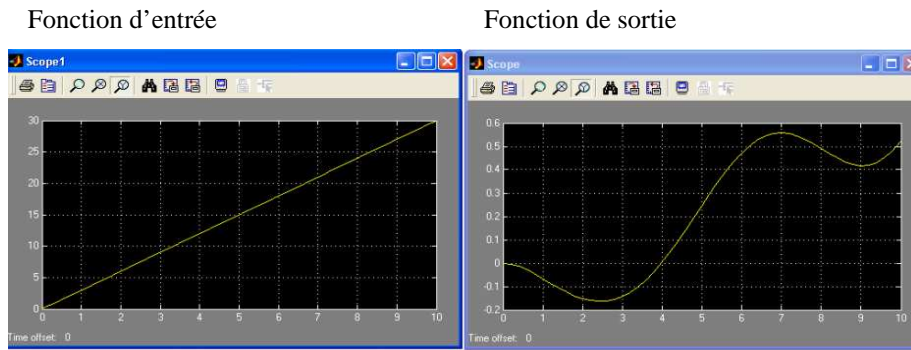 Fonction d’entrée
Fonction de sortie
Scope1
Scope
30
25
20
15
10
5
0
0 1 2 3 4 5 6 7 8 9 10
Time offset: 0
0.6
0.5
0.4
0.3
0.2
0.1
0
-0.1
-0.2
0 1 2 3 4 5 6 7 8 9 10
Time offset: 0